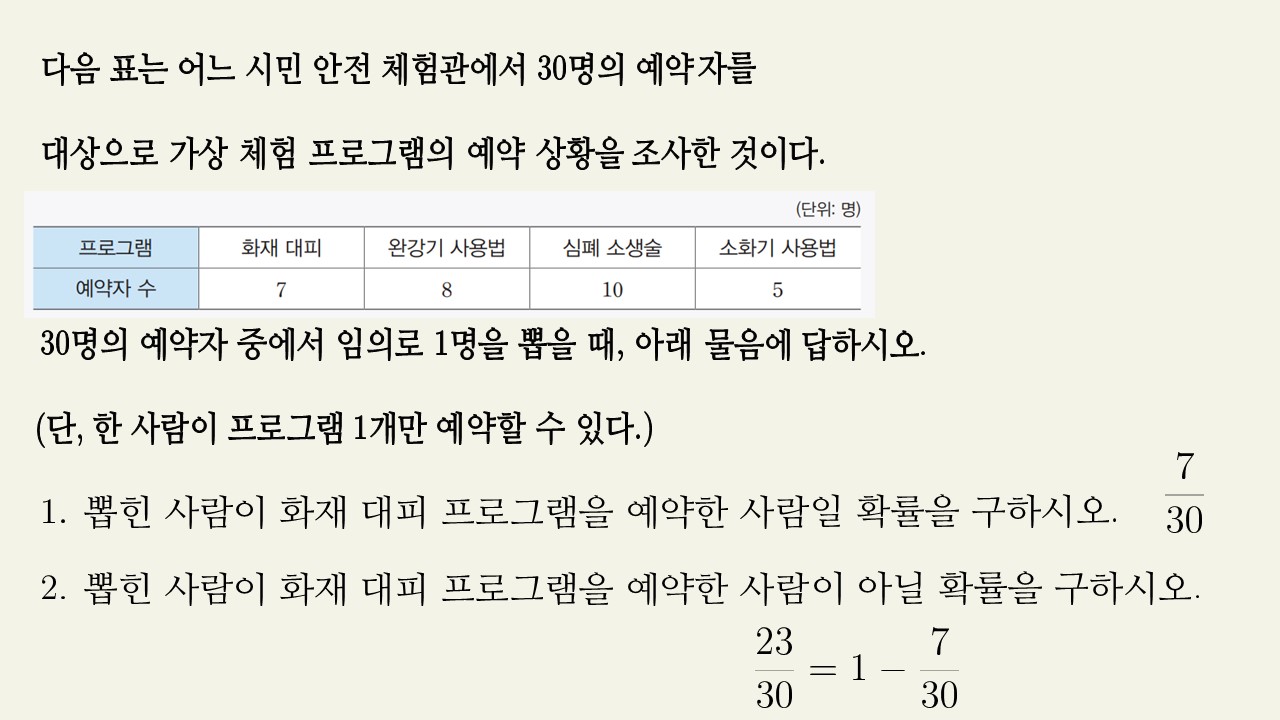 다음 표는 어느 시민 안전 체험관에서 30명의 예약자를
대상으로 가상 체험 프로그램의 예약 상황을 조사한 것이다.
(단위: 명)
프로그램 화재 대피 완강기 사용법 심폐 소생술 소화기 사용법
예약자 수 7 8 10 5
30명의 예약자 중에서 임의로 1명을 뽑을 때, 아래 물음에 답하시오.
(단, 한 사람이 프로그램 1개만 예약할 수 있다.)
1. 뽑힌 사람이 화재 대피 프로그램을 예약한 사람일 확률을 구하시오. 7/30
2. 뽑힌 사람이 화재 대피 프로그램을 예약한 사람이 아닐 확률을 구하시오.
23/30 = 1 − 7/30